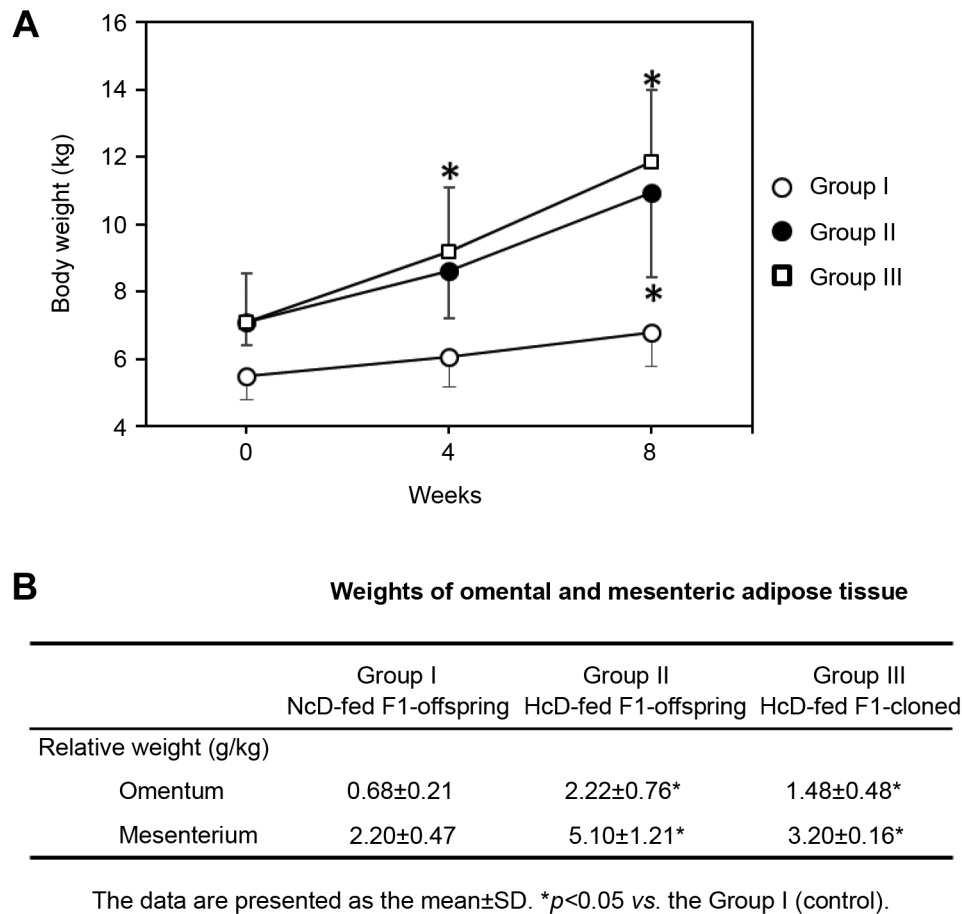 A
16
14
12
10
8
6
4
Body weight (kg)
*
*
*
0 4 8
Weeks
Group I
Group II
Group III
B
Weights of omental and mesenteric adipose tissue
Group I Group II Group III
NcD-fed F1-offspring HcD-fed F1-offspring HcD-fed F1-cloned
Relative weight (g/kg)
Omentum 0.68±0.21 2.22±0.76* 1.48±0.48*
Mesenterium 2.20±0.47 5.10±1.21* 3.20±0.16*
The data are presented as the mean±SD. *p<0.05 vs. the Group I (control).